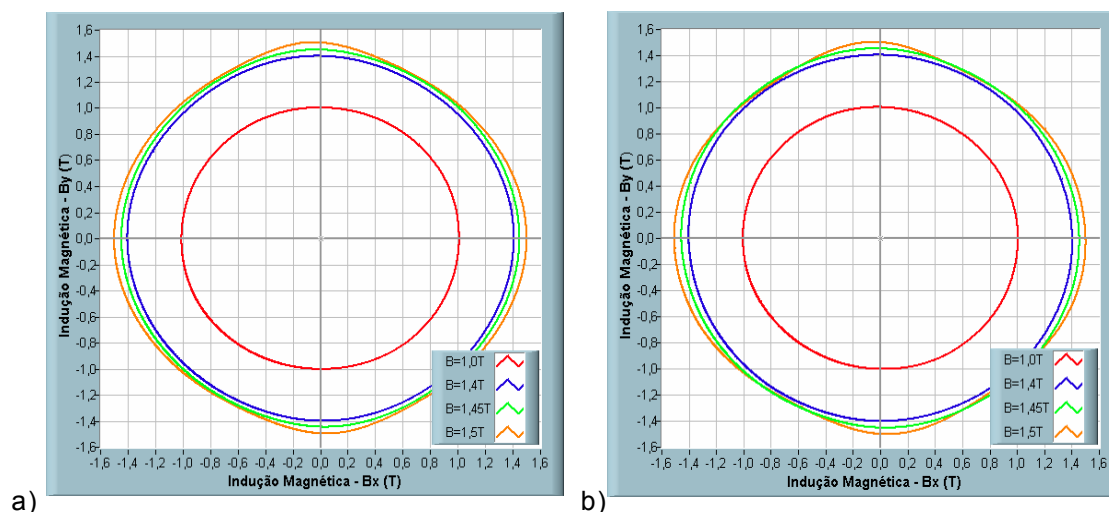 1,6
1,4
1,2
1,0
0,8
0,6
0,4
0,2
0,0
-0,2
-0,4
-0,6
-0,8
-1,0
-1,2
-1,4
-1,6
Indução Magnética - By (T)
-1,6 -1,4 -1,2 -1,0 -0,8 -0,6 -0,4 -0,2 0,0 0,2 0,4 0,6 0,8 1,0 1,2 1,4 1,6
Indução Magnética - Bx (T)
B=1,0T
B=1,4T
B=1,45T
B=1,5T
a)
1,6
1,4
1,2
1,0
0,8
0,6
0,4
0,2
0,0
-0,2
-0,4
-0,6
-0,8
-1,0
-1,2
-1,4
-1,6
Indução Magnética - By (T)
-1,6 -1,4 -1,2 -1,0 -0,8 -0,6 -0,4 -0,2 0,0 0,2 0,4 0,6 0,8 1,0 1,2 1,4 1,6
Indução Magnética - Bx (T)
B=1,0T
B=1,4T
B=1,45T
B=1,5T
b)